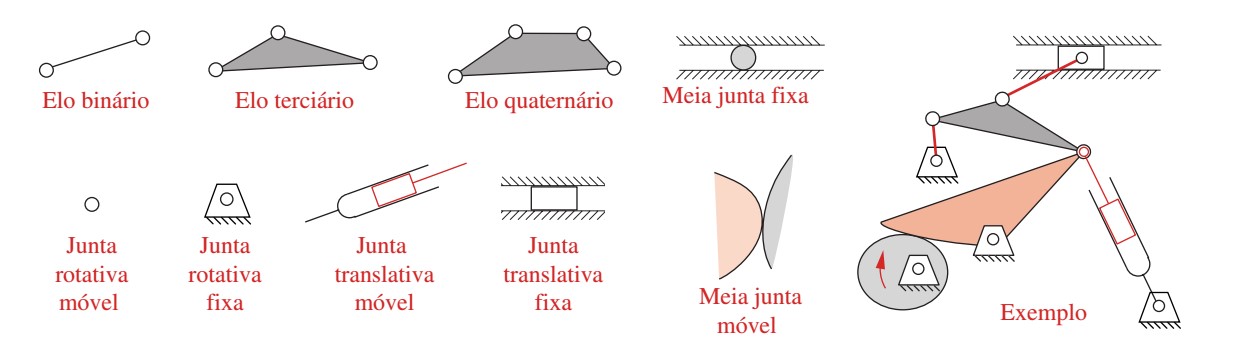 Elo binário
Elo terciário
Elo quaternário
Meia junta fixa
Junta
rotativa
móvel
Junta
rotativa
fixa
Junta
translativa
móvel
Junta
translativa
fixa
Meia junta
móvel
Exemplo